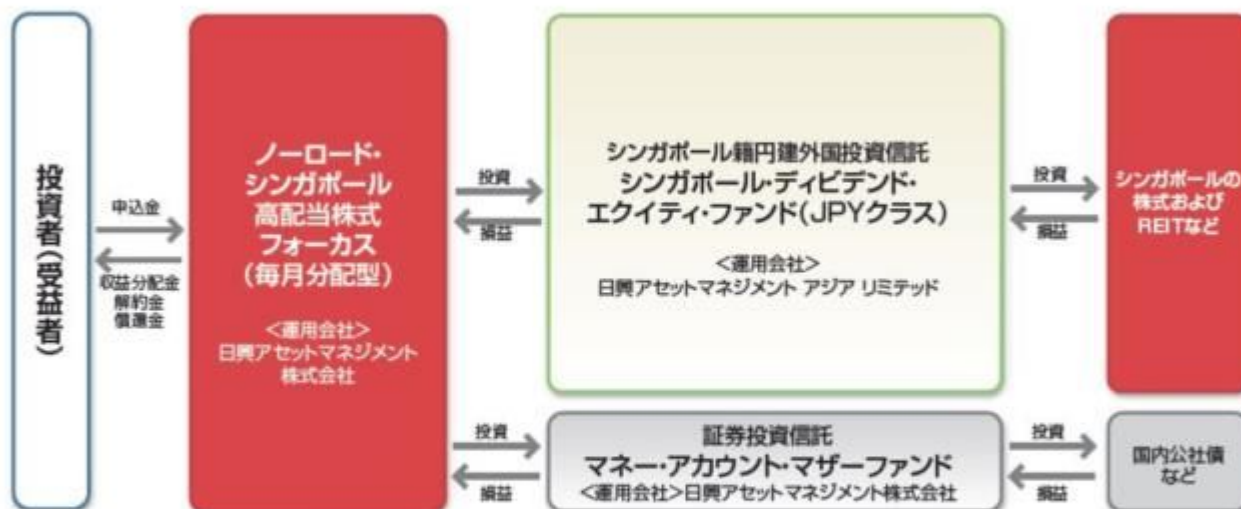 投資者(受益者)
申込金
収益分配金
解約金
償還金
ノーロード・
シンガポール
高配当株式
フォーカス
(毎月分配型)
<運用会社>
日興アセットマネジメント
株式会社
投資
損益
シンガポール籍円建外国投資信託
シンガポール・ディビデンド・
エクイティ・ファンド(JPYクラス)
<運用会社>
日興アセットマネジメント アジア リミテッド
投資
損益
シンガポールの
株式および
REITなど
投資
損益
証券投資信託
マネー・アカウント・マザーファンド
<運用会社>日興アセットマネジメント株式会社
投資
損益
国内公社債
など